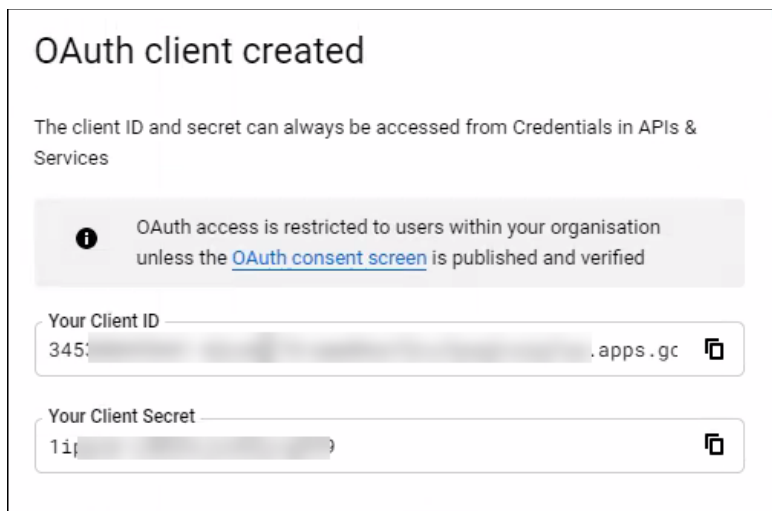 OAuth client created
The client ID and secret can always be accessed from Credentials in APIs &
Services
OAuth access is restricted to users within your organisation
unless the OAuth consent screen is published and verified
Your Client ID
.apps.gc
Your Client Secret